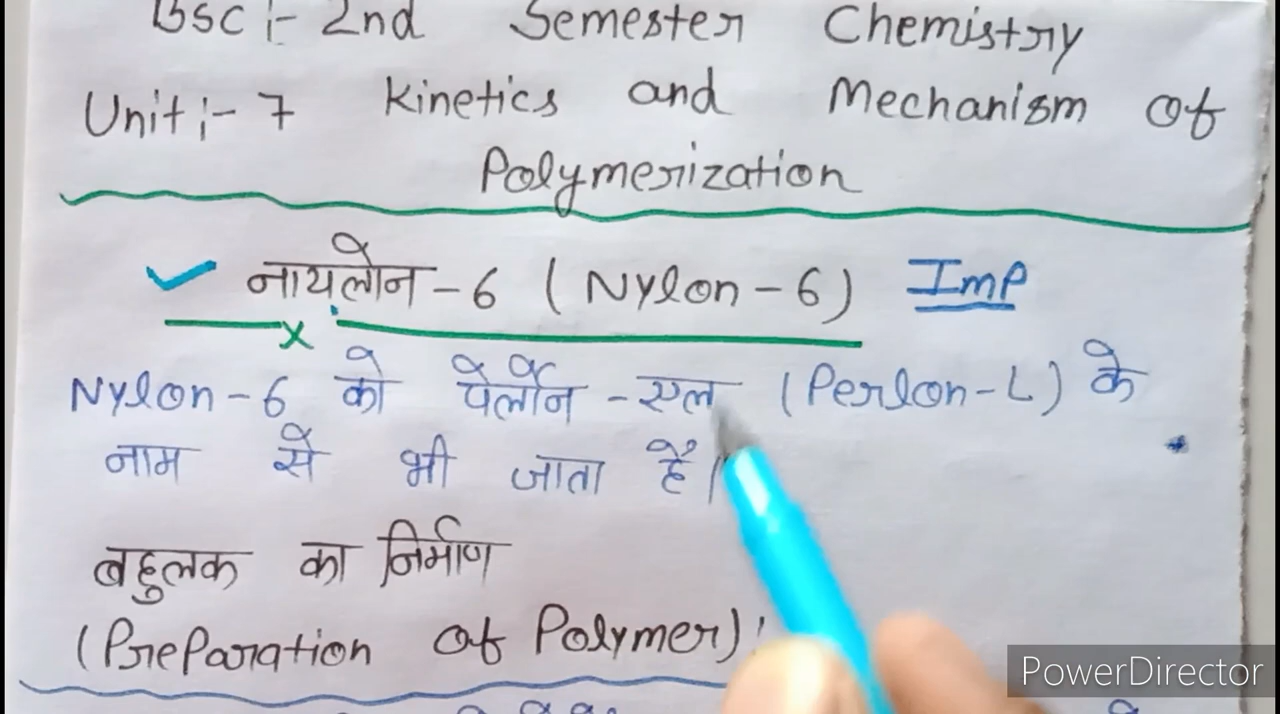 Bsc:- 2nd Semester Chemistry
Unit:- 7 Kinetics and Mechanism of
Polymerization
नायलोन-6 (Nylon-6) Imp
Nylon-6 को पेर्लोन-एल (Perlon-L) के
नाम से भी जाता है।
बहुलक का निर्माण
(Preparation of Polymer):
PowerDirector